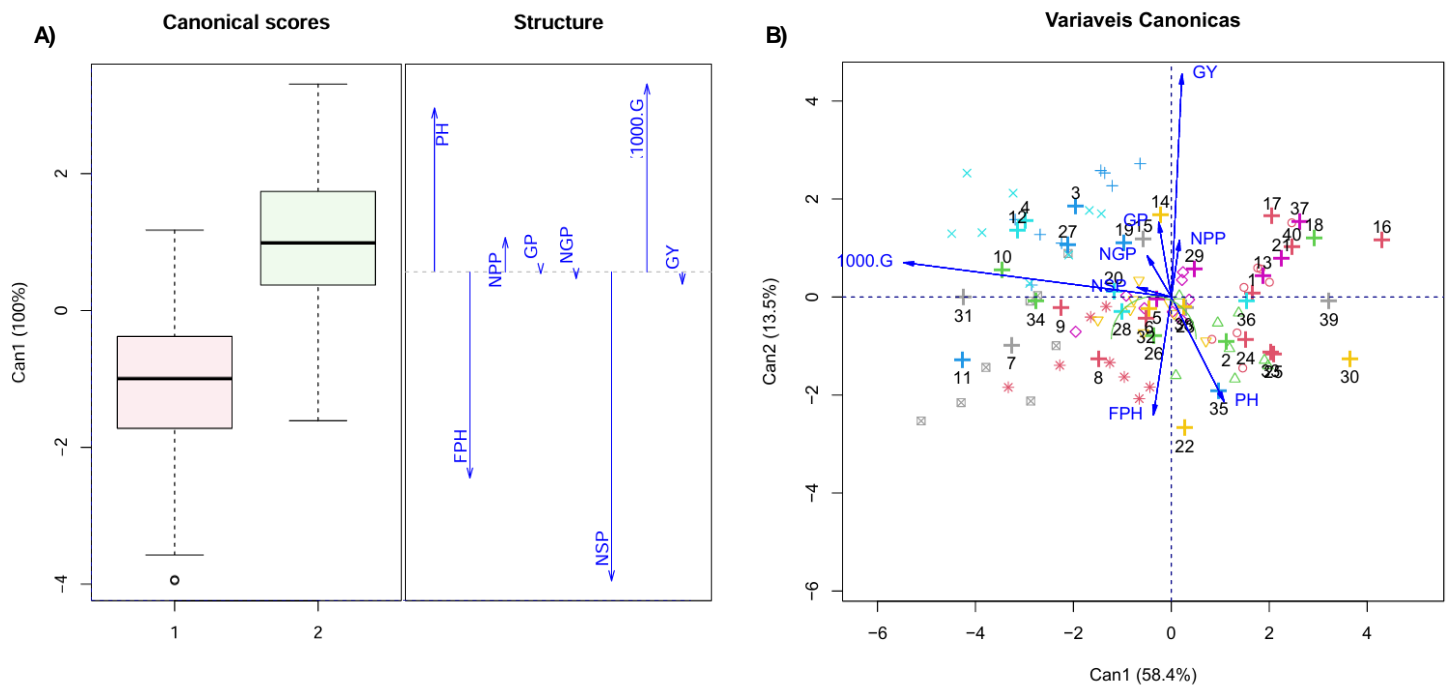 A)
Canonical scores
Structure
Can1 (100%)
2
0
−2
−4
1
2
PH
FPH
NPP
GP
NGP
NSP
1000.G
GY
B)
Variaveis Canonicas
Can2 (13.5%)
4
2
0
−2
−4
−6
GY
14
17
37
18
16
3
4
12
GP
15
19
27
NPP
40
21
NGP
29
13
10
1000.G
20
NSP
1
31
34
9
28
5
6
32
26
36
39
7
8
11
2
24
25
30
35
PH
FPH
22
−6
−4
−2
0
2
4
Can1 (58.4%)